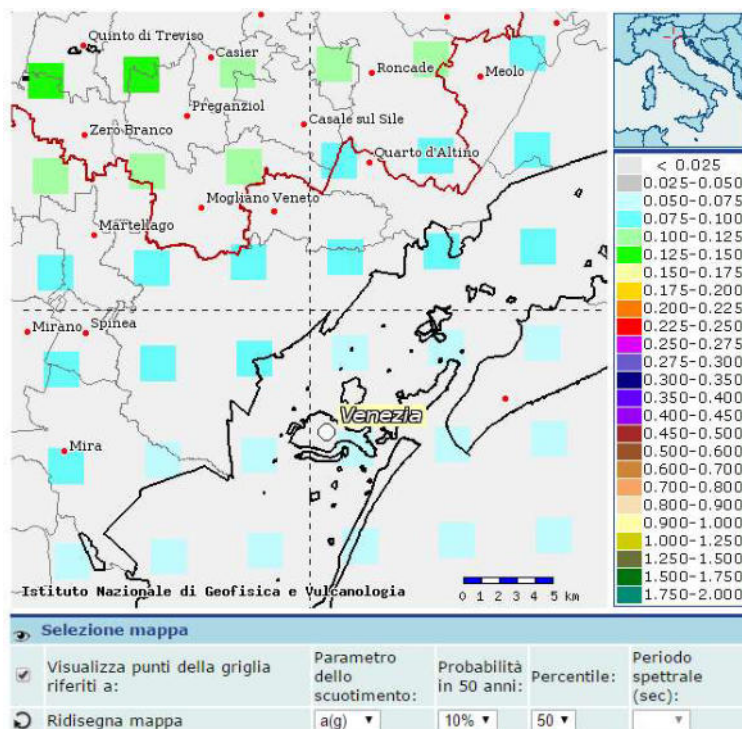 Quinto di Treviso
Casier
Roncade
Meolo
Preganziol
Casale sul Sile
Zero Branco
Quarto d'Altino
Mogliano Veneto
Martellago
Mirano
Spinea
Venezia
Mira
Istituto Nazionale di Geofisica e Vulcanologia
0 1 2 3 4 5 km
< 0.025
0.025-0.050
0.050-0.075
0.075-0.100
0.100-0.125
0.125-0.150
0.150-0.175
0.175-0.200
0.200-0.225
0.225-0.250
0.250-0.275
0.275-0.300
0.300-0.350
0.350-0.400
0.400-0.450
0.450-0.500
0.500-0.600
0.600-0.700
0.700-0.800
0.800-0.900
0.900-1.000
1.000-1.250
1.250-1.500
1.500-1.750
1.750-2.000
Selezione mappa
Visualizza punti della griglia
riferiti a:
Parametro
dello
scuotimento:
Probabilità
in 50 anni:
Percentile:
Periodo
spettrale
(sec):
Ridisegna mappa
a(g)
10%
50